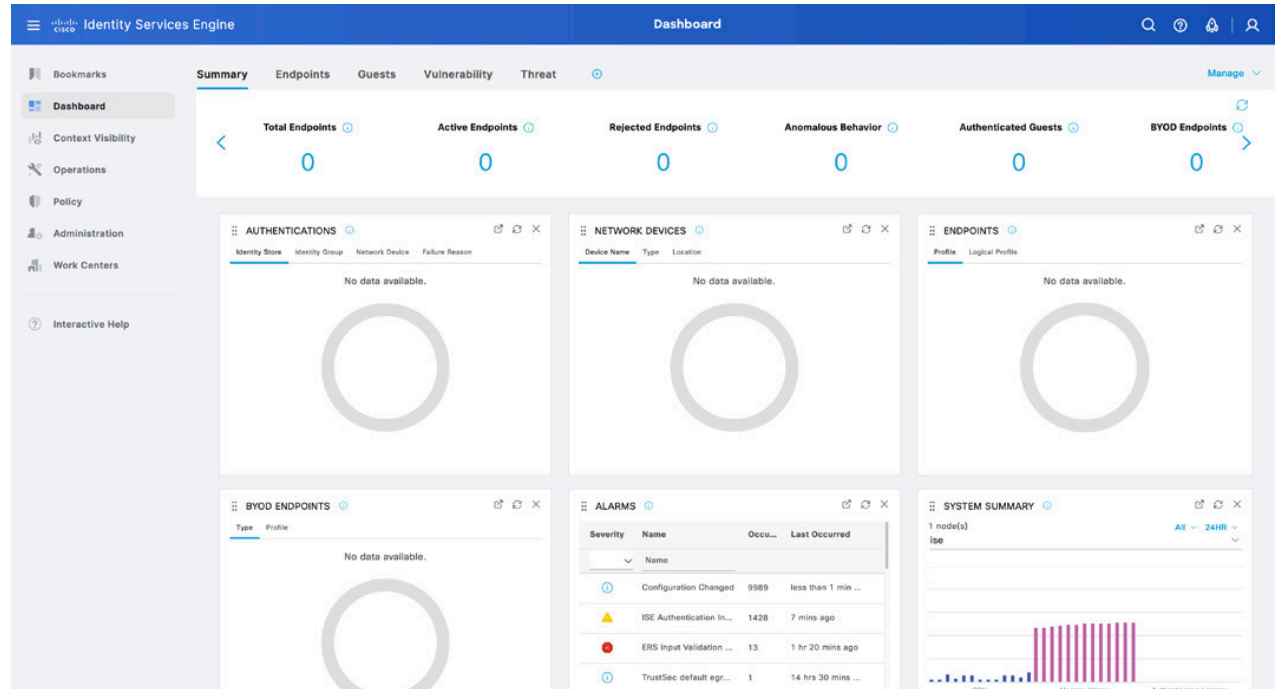 CISCO Identity Services Engine
Dashboard
Bookmarks
Dashboard
Context Visibility
Operations
Policy
Administration
Work Centers
Interactive Help
Summary Endpoints Guests Vulnerability Threat
Manage
Total Endpoints Active Endpoints Rejected Endpoints Anomalous Behavior Authenticated Guests BYOD Endpoints
0 0 0 0 0 0
AUTHENTICATIONS
Identity Store Identity Group Network Device Failure Reason
No data available.
NETWORK DEVICES
Device Name Type Location
No data available.
ENDPOINTS
Profile Logical Profile
No data available.
BYOD ENDPOINTS
Type Profile
No data available.
ALARMS
Severity Name Occu... Last Occurred
Name
Configuration Changed 9989 less than 1 min ...
ISE Authentication In... 1428 7 mins ago
ERS Input Validation ... 13 1 hr 20 mins ago
TrustSec default egr... 1 14 hrs 30 mins ...
SYSTEM SUMMARY
1 node(s)
All 24HR
ise